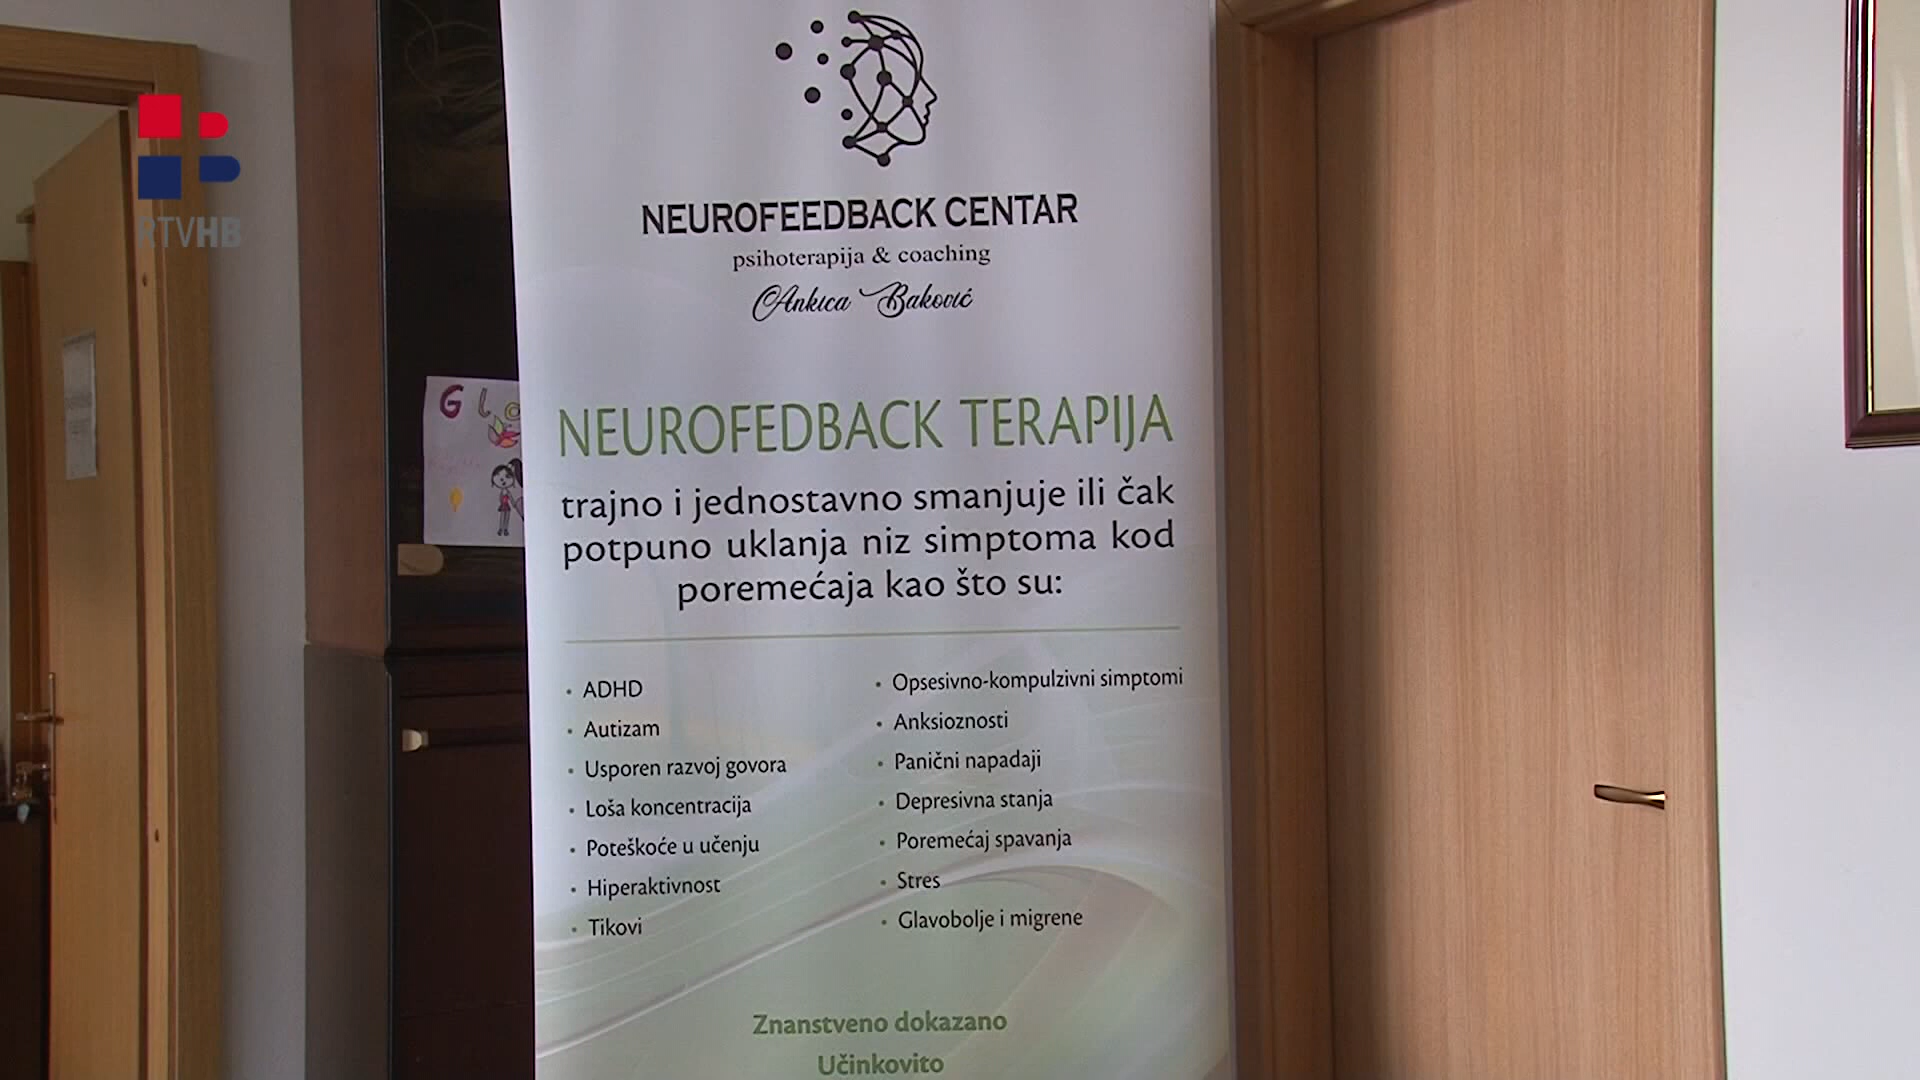 RTVHB
NEUROFEEDBACK CENTAR
psihoterapija & coaching
Ankica Baković
NEUROFEDBACK TERAPIJA
trajno i jednostavno smanjuje ili čak
potpuno uklanja niz simptoma kod
poremećaja kao što su:
• ADHD
• Autizam
• Usporen razvoj govora
• Loša koncentracija
• Poteškoće u učenju
• Hiperaktivnost
• Tikovi
• Opsesivno-kompulzivni simptomi
• Anksioznosti
• Panični napadaji
• Depresivna stanja
• Poremećaj spavanja
• Stres
• Glavobolje i migrene
Znanstveno dokazano
Učinkovito